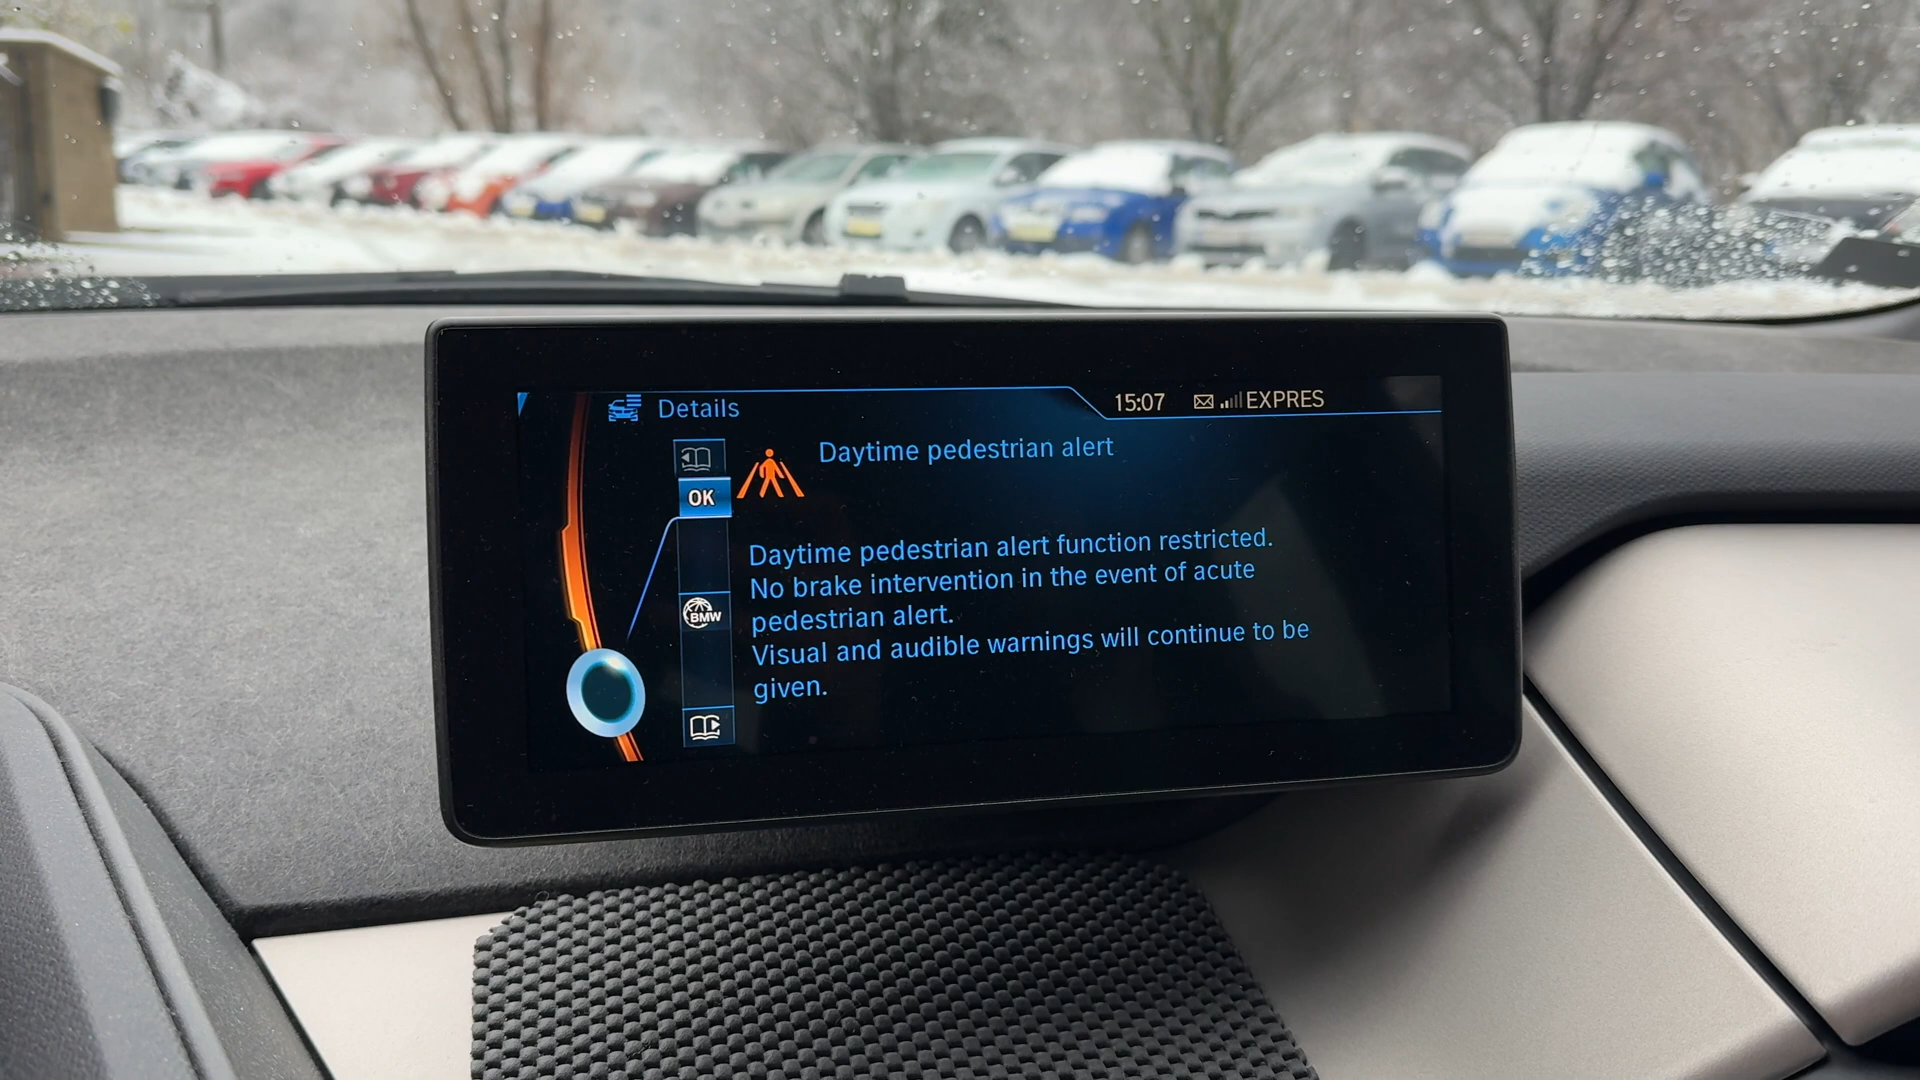 Details
15:07
EXPRES
Daytime pedestrian alert
OK
Daytime pedestrian alert function restricted.
No brake intervention in the event of acute
pedestrian alert.
Visual and audible warnings will continue to be
given.
BMW